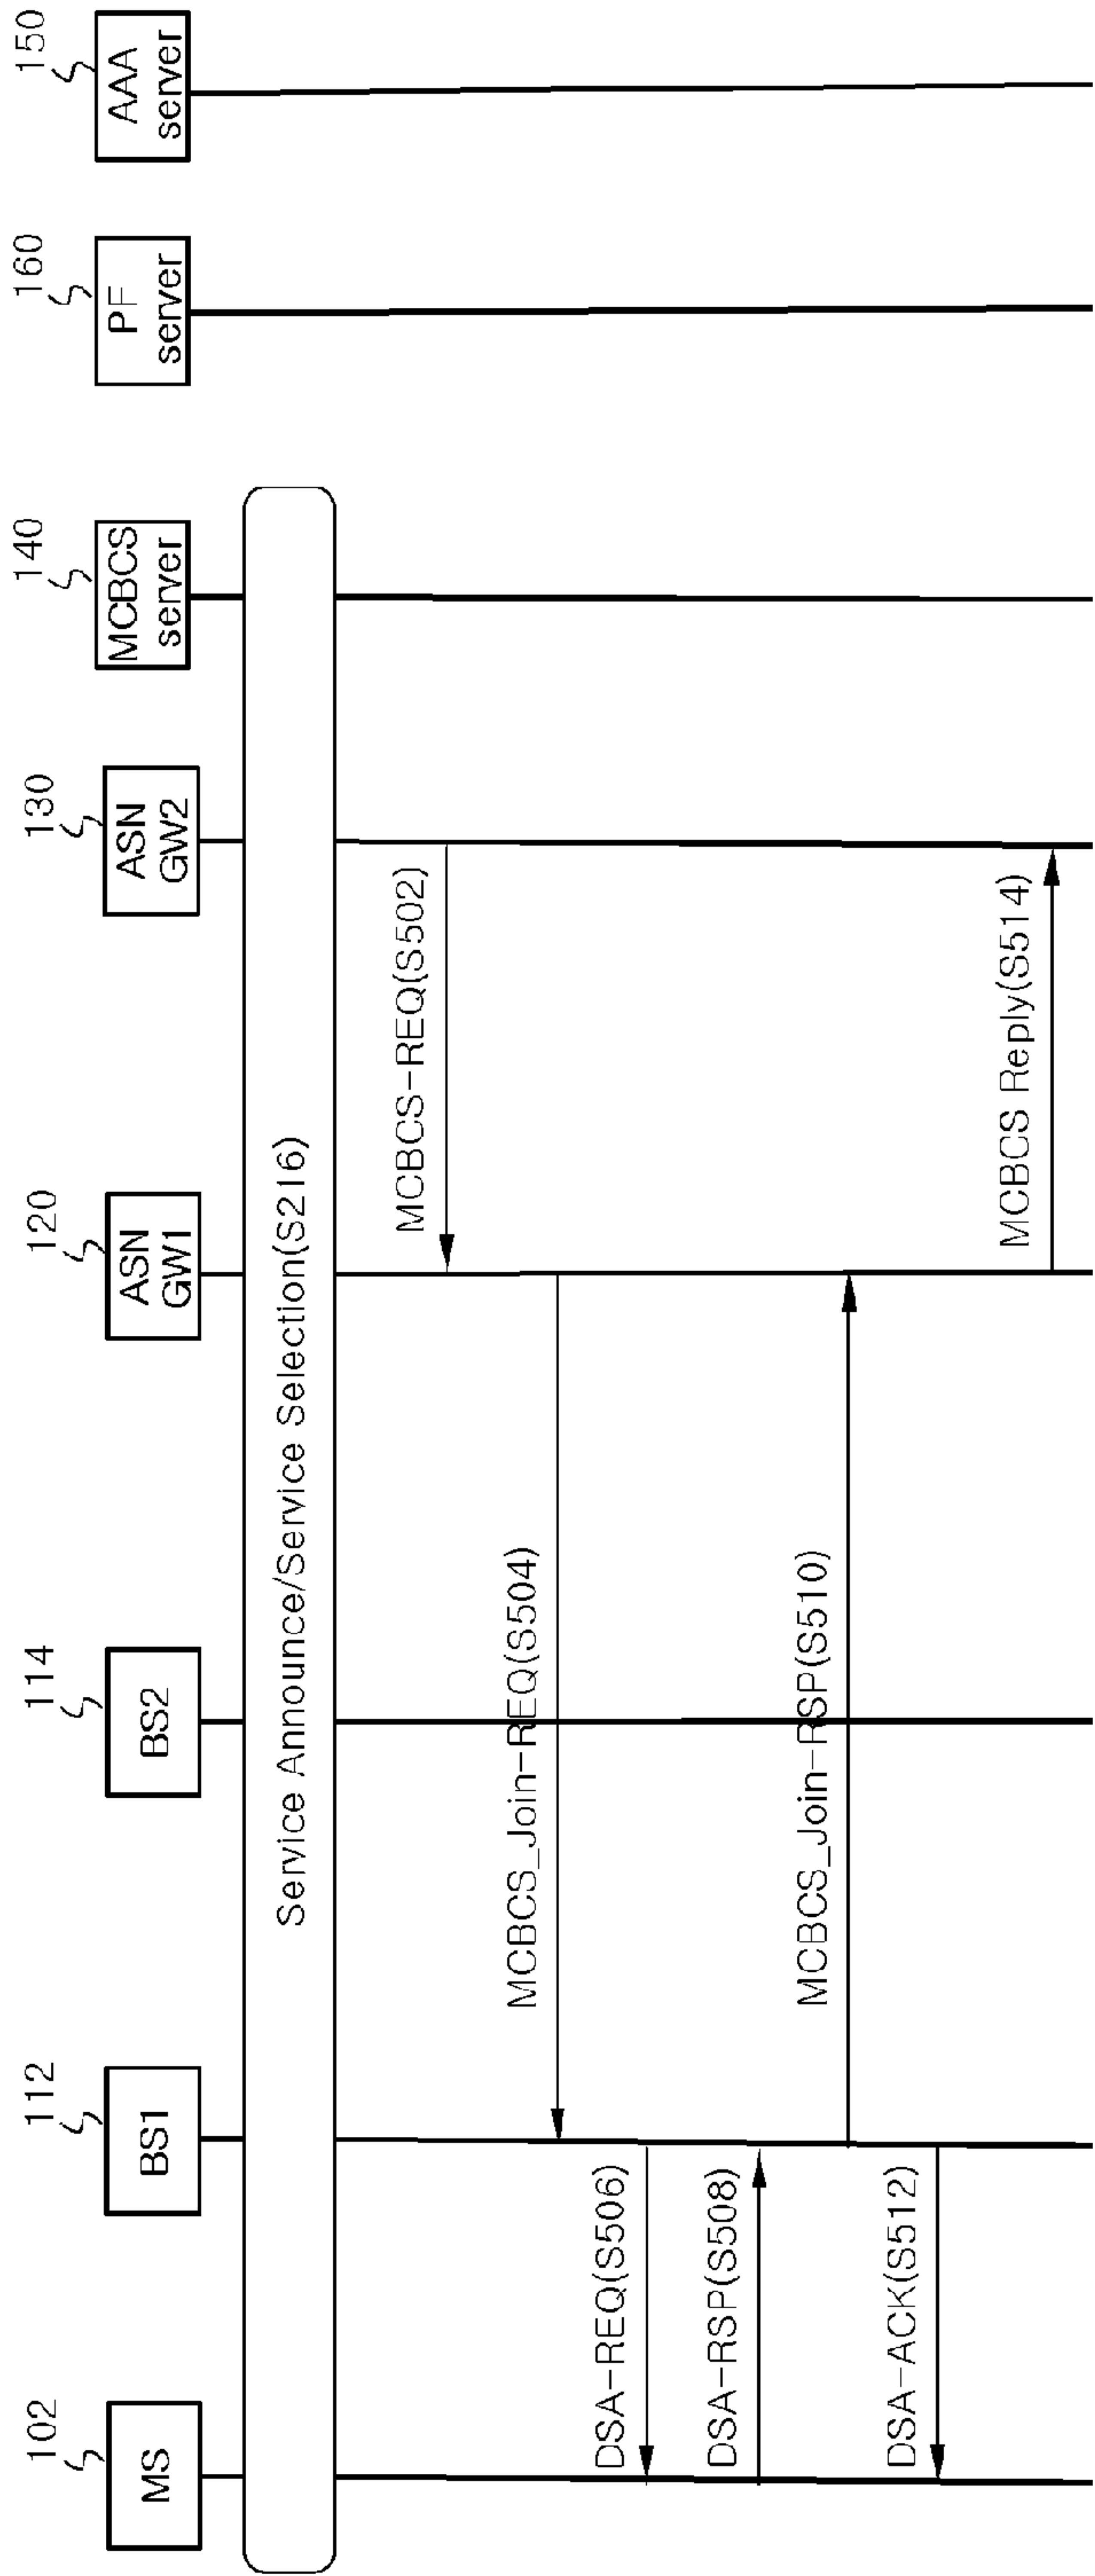 102
112
114
120
130
140
160
150
MS
BS1
BS2
ASN
GW1
ASN
GW2
MCBCS
server
PF
server
AAA
server
Service Announce/Service Selection(S216)
MCBCS-REQ(S502)
MCBCS_Join-REQ(S504)
DSA-REQ(S506)
DSA-RSP(S508)
MCBCS_Join-RSP(S510)
DSA-ACK(S512)
MCBCS Reply(S514)